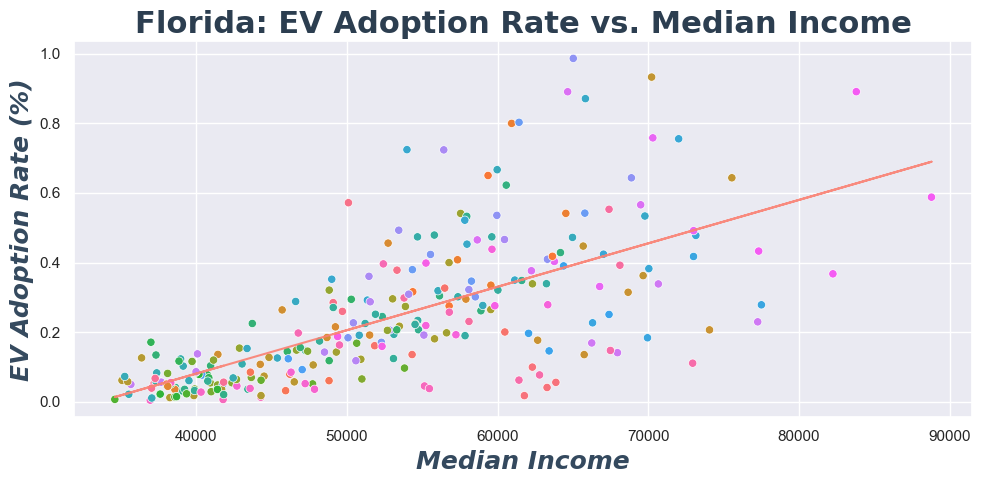 Florida: EV Adoption Rate vs. Median Income
EV Adoption Rate (%)
1.0
0.8
0.6
0.4
0.2
0.0
40000 50000 60000 70000 80000 90000
Median Income